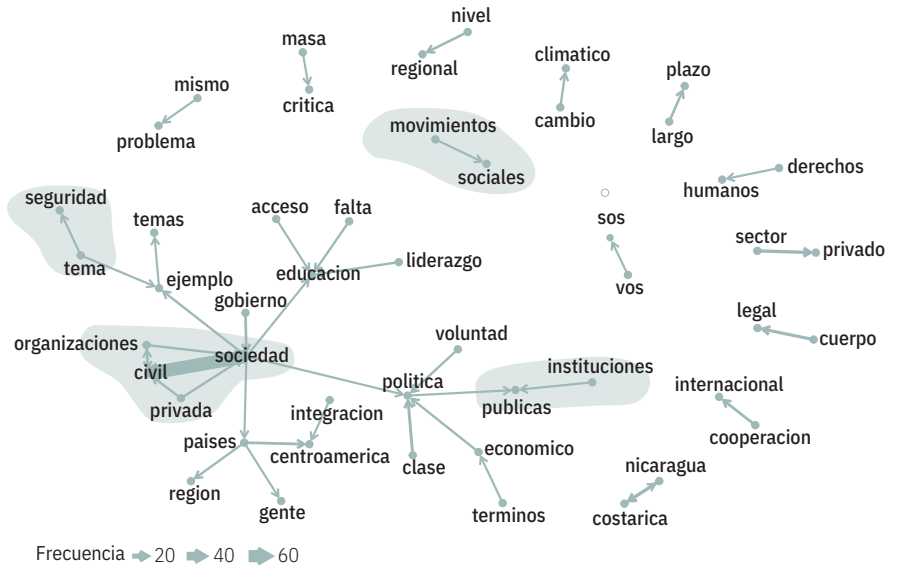 nivel
masa
climatico
regional
plazo
mismo
critica
cambio
movimientos
largo
problema
derechos
sociales
humanos
seguridad
acceso
falta
temas
sos
sector
privado
tema
ejemplo
educacion
liderazgo
vos
gobierno
legal
voluntad
organizaciones
sociedad
cuerpo
civil
instituciones
politica
internacional
privada
integracion
publicas
cooperacion
paises
centroamerica
economico
clase
nicaragua
region
gente
terminos
costarica
Frecuencia 20 40 60